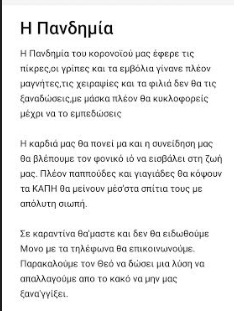 Η Πανδημία
Η Πανδημία του κορονοϊού μας έφερε τις
πίκρες,οι γρίπες και τα εμβόλια γίνανε πλέον
μαγνήτες,τις χειραψίες και τα φιλιά δεν θα τις
ξαναδώσεις,με μάσκα πλέον θα κυκλοφορείς
μέχρι να το εμπεδώσεις
Η καρδιά μας θα πονεί μα και η συνείδηση μας
θα βλέπουμε τον φονικό ιό να εισβάλει στη ζωή
μας. Πλέον παππούδες και γιαγιάδες θα κόψουν
τα ΚΑΠΗ θα μείνουν μέσ'στα σπίτια τους με
απόλυτη σιωπή.
Σε καραντίνα θα'μαστε και δεν θα ειδωθούμε
Μονο με τα τηλέφωνα θα επικοινωνούμε.
Παρακαλούμε τον Θεό να δώσει μια λύση να
απαλλαγούμε απο το κακό να μην μας
ξανα'γγίξει.